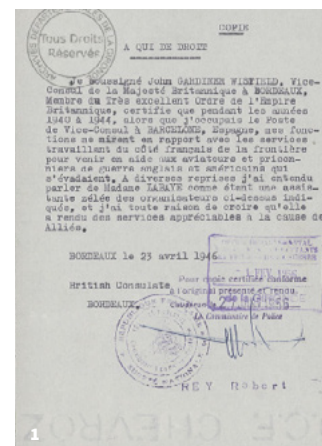 COPIE
Tous Droits
Réservés
A QUI DE DROIT
Je soussigné John GARDINER WINFIELD, Vice-
Consul de la Majesté Britannique à BORDEAUX,
Membre du Très excellent Ordre de l'Empire
Britannique, certifie que pendant les années
1940 à 1944, alors que j'occupais le Poste
de Vice-Consul à BARCELONE, Espagne, mes fonc-
tions me mirent en rapport avec les services
travaillant du côté français de la frontière
pour venir en aide aux aviateurs et prison-
niers de guerre anglais et américains qui
s'évadaient. A diverses reprises j'ai entendu
parler de Madame LABAYE comme étant une assis-
tante zélée des organisateurs ci-dessus indi-
qués, et j'ai toute raison de croire qu'elle
a rendu des services appréciables à la cause de
Alliés.
BORDEAUX le 23 avril 1946
Pour copie certifiée conforme
Hritish Consulate
à l'original présenté et rendu.
BORDEAUX
Le Commissaire de Police
REY Robert
1